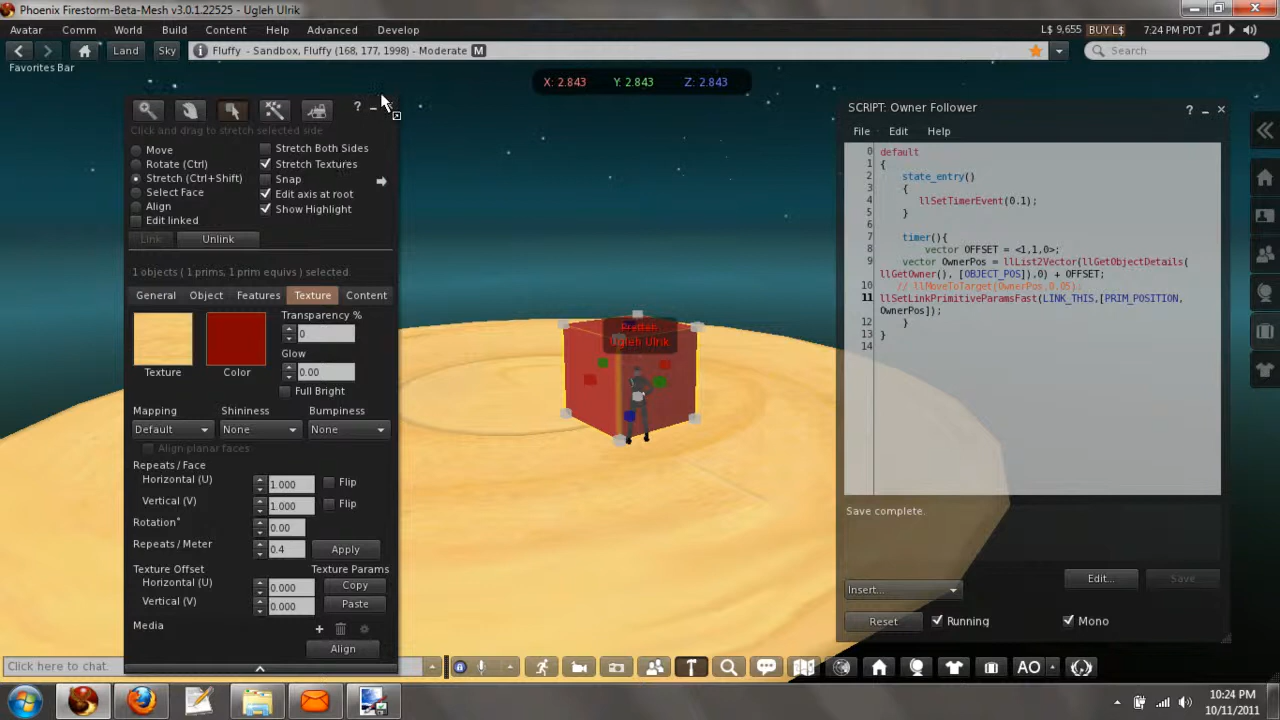 Phoenix Firestorm-Beta-Mesh v3.0.1.22525 - Ugleh Ulrik
Avatar Comm World Build Content Help Advanced Develop
L$ 9,655 BUY L$ 7:24 PM PDT
Land Sky Fluffy - Sandbox, Fluffy (168, 177, 1998) - Moderate M
Search
Favorites Bar
X: 2.843 Y: 2.843 Z: 2.843
?
Click and drag to stretch selected side
Move
Rotate (Ctrl)
Stretch (Ctrl+Shift)
Select Face
Align
Edit linked
Stretch Both Sides
Stretch Textures
Snap
Edit axis at root
Show Highlight
Link Unlink
1 objects ( 1 prims, 1 prim equivs ) selected
General Object Features Texture Content
Texture
Color
Transparency %
0
Glow
0.00
Full Bright
Mapping Shininess Bumpiness
Default None None
Align planar faces
Repeats / Face
Horizontal (U) 1.000 Flip
Vertical (V) 1.000 Flip
Rotation° 0.00
Repeats / Meter 0.4 Apply
Texture Offset Texture Params
Horizontal (U) 0.000 Copy
Vertical (V) 0.000 Paste
Media
Align
Ugleh Ulrik
SCRIPT: Owner Follower
?
File Edit Help
0 default
1 {
2 state_entry()
3 {
4 llSetTimerEvent(0.1);
5 }
6
7 timer(){
8 vector OFFSET = <1,1,0>;
9 vector OwnerPos = llList2Vector(llGetObjectDetails(
llGetOwner(), [OBJECT_POS]),0) + OFFSET;
10 // llMoveToTarget(OwnerPos,0.05);
11 llSetLinkPrimitiveParamsFast(LINK_THIS,[PRIM_POSITION,
OwnerPos]);
12 }
13 }
14
Save complete.
Insert... Edit... Save
Reset Running Mono
Click here to chat.
AO
10:24 PM
10/11/2011